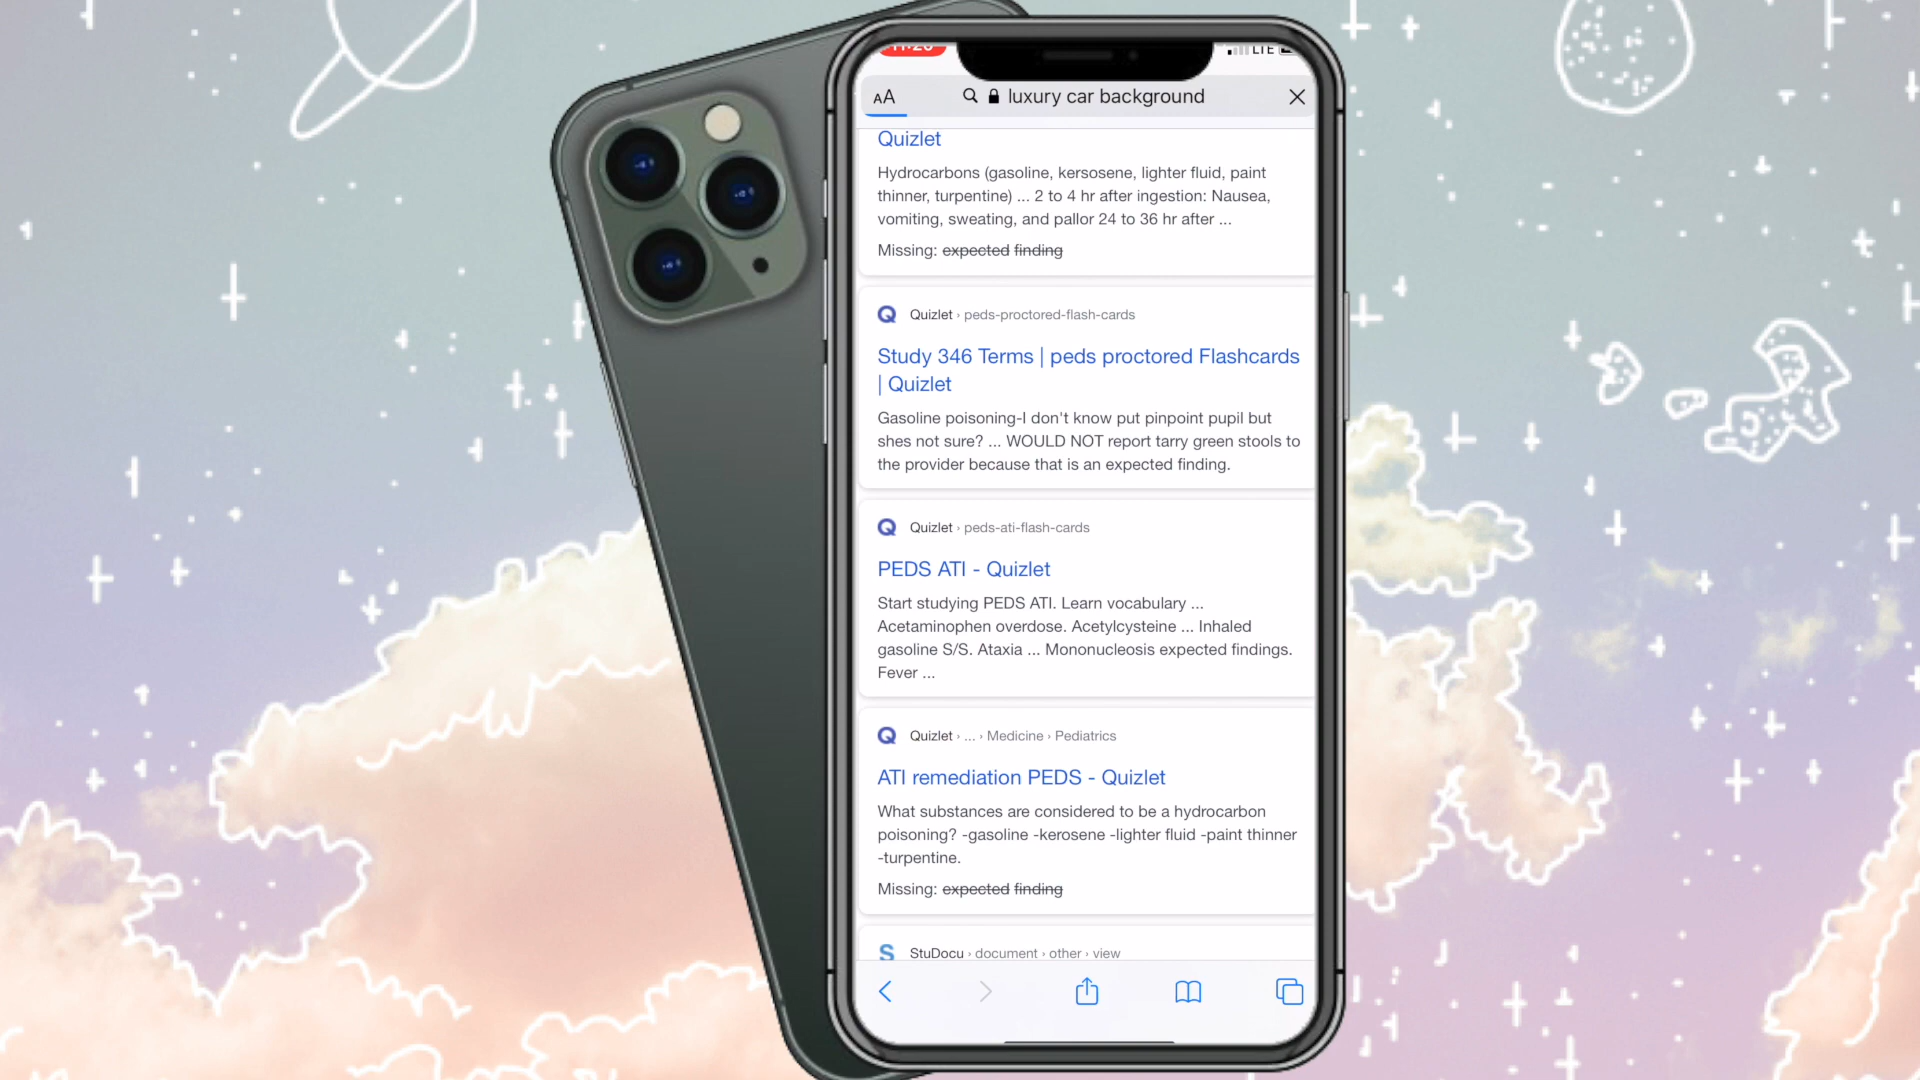 LTE
AA luxury car background
Quizlet
Hydrocarbons (gasoline, kersosene, lighter fluid, paint
thinner, turpentine) ... 2 to 4 hr after ingestion: Nausea,
vomiting, sweating, and pallor 24 to 36 hr after ...
Missing: expected finding
Quizlet › peds-proctored-flash-cards
Study 346 Terms | peds proctored Flashcards
| Quizlet
Gasoline poisoning-I don't know put pinpoint pupil but
shes not sure? ... WOULD NOT report tarry green stools to
the provider because that is an expected finding.
Quizlet › peds-ati-flash-cards
PEDS ATI - Quizlet
Start studying PEDS ATI. Learn vocabulary ...
Acetaminophen overdose. Acetylcysteine ... Inhaled
gasoline S/S. Ataxia ... Mononucleosis expected findings.
Fever ...
Quizlet › ... › Medicine › Pediatrics
ATI remediation PEDS - Quizlet
What substances are considered to be a hydrocarbon
poisoning? -gasoline -kerosene -lighter fluid -paint thinner
-turpentine.
Missing: expected finding
StuDocu › document › other › view